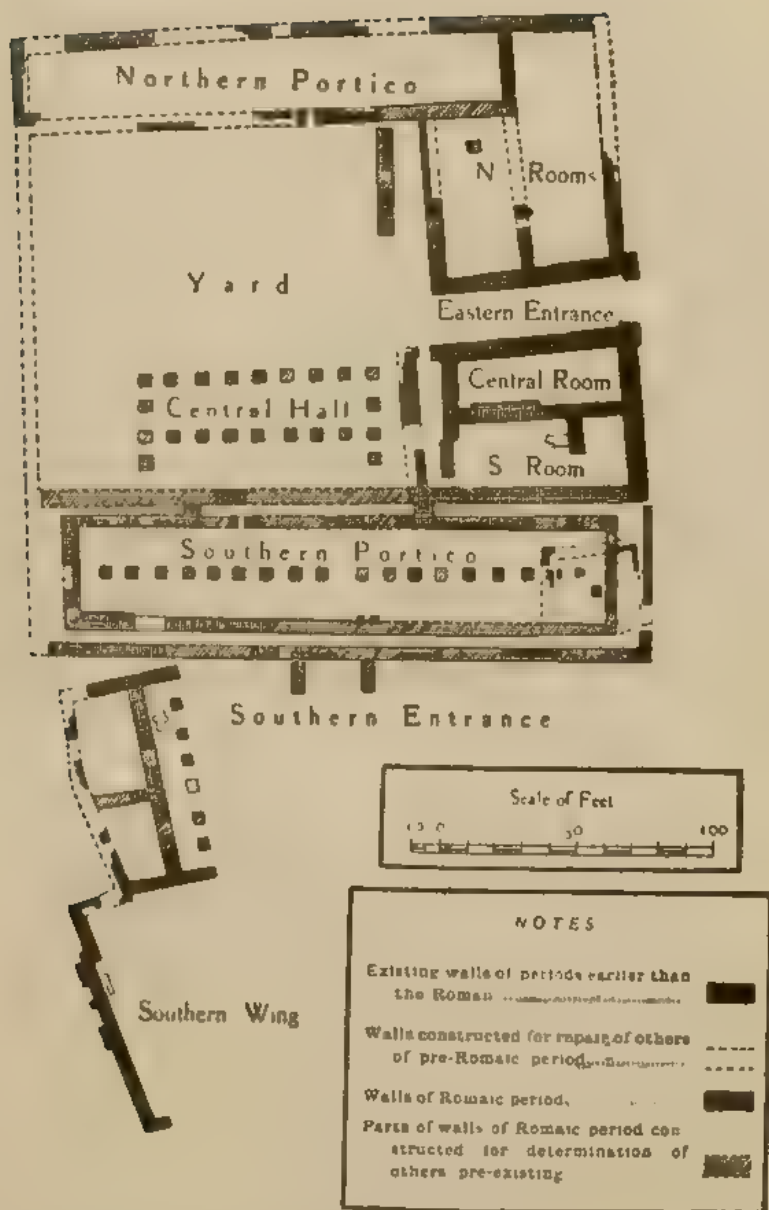 Northern Portico
N Rooms
Yard
Eastern Entrance
Central Room
Central Hall
S Room
Southern Portico
Southern Entrance
Scale of Feet
10 0 50 100
NOTES
Existing walls of periods earlier than
the Roman
Walls constructed for repair of others
of pre-Romaic period
Southern Wing
Walls of Romaic period,
Parts of walls of Romaic period con
structed for determination of
others pre-existing